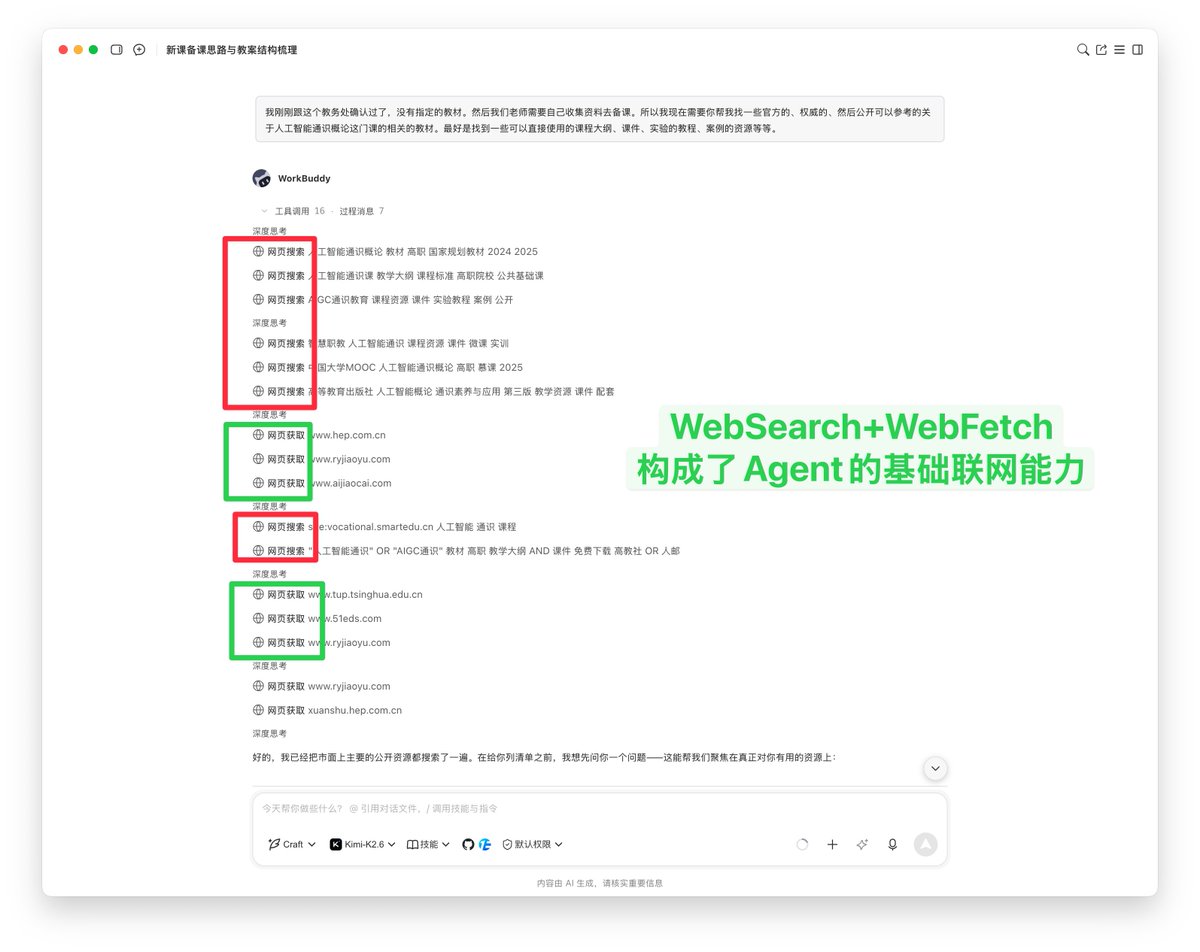 新课备课思路与教案结构梳理
我刚刚跟这个教务处确认过了，没有指定的教材。然后我们老师需要自己收集资料去备课。所以我现在需要你帮我找一些官方的、权威的、然后公开可以参考的关
于人工智能通识概论这门课的相关的教材。最好是找到一些可以直接使用的课程大纲、课件、实验的教程、案例的资源等等。
WorkBuddy
工具调用 16 · 过程消息 7
深度思考
网页搜索 人工智能通识概论 教材 高职 国家规划教材 2024 2025
网页搜索 人工智能通识课 教学大纲 课程标准 高职院校 公共基础课
网页搜索 AIGC通识教育 课程资源 课件 实验教程 案例 公开
深度思考
网页搜索 智慧职教 人工智能通识 课程资源 课件 微课 实训
网页搜索 中国大学MOOC 人工智能通识概论 高职 慕课 2025
网页搜索 高等教育出版社 人工智能概论 通识素养与应用 第三版 教学资源 课件 配套
深度思考
网页获取 www.hep.com.cn
网页获取 www.ryjiaoyu.com
网页获取 www.aijiaocai.com
WebSearch+WebFetch
构成了Agent的基础联网能力
深度思考
网页搜索 site:vocational.smartedu.cn 人工智能 通识 课程
网页搜索 "人工智能通识" OR "AIGC通识" 教材 高职 教学大纲 AND 课件 免费下载 高教社 OR 人邮
深度思考
网页获取 www.tup.tsinghua.edu.cn
网页获取 www.51eds.com
网页获取 www.ryjiaoyu.com
深度思考
网页获取 www.ryjiaoyu.com
网页获取 xuanshu.hep.com.cn
深度思考
好的，我已经把市面上主要的公开资源都搜索了一遍。在给你列清单之前，我想先问你一个问题——这能帮我们聚焦在真正对你有用的资源上：
今天帮你做些什么？ @ 引用对话文件，/ 调用技能与指令
Craft Kimi-K2.6 技能 默认权限
内容由 AI 生成，请核实重要信息